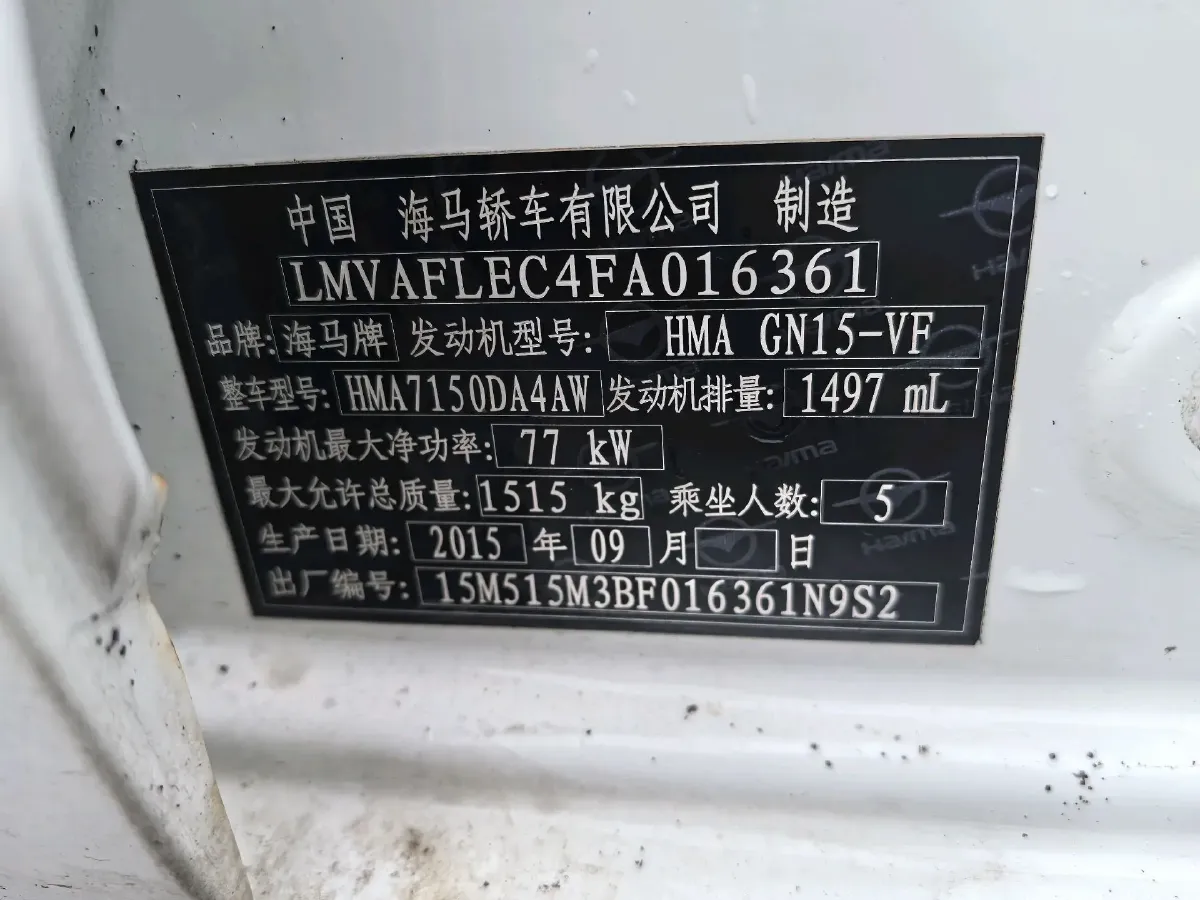 中国 海马轿车有限公司 制造
LMVAFLEC4FA016361
品牌: 海马牌 发动机型号: HMA GN15-VF
整车型号: HMA7150DA4AW 发动机排量: 1497 mL
发动机最大净功率: 77 kW
最大允许总质量: 1515 kg 乘坐人数: 5
生产日期: 2015 年 09 月 日
出厂编号: 15M515M3BF016361N9S2
Haima
Haima
Haima
Haima